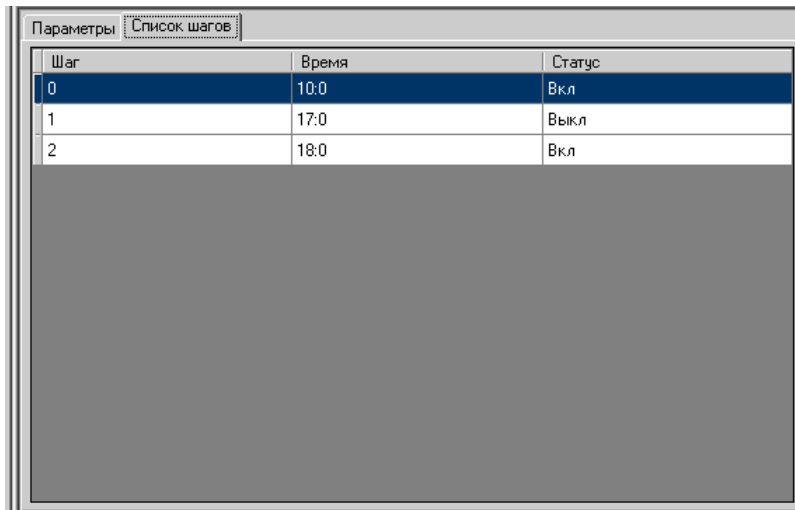 Параметры Список шагов
Шаг Время Статус
0 10:0 Вкл
1 17:0 Выкл
2 18:0 Вкл